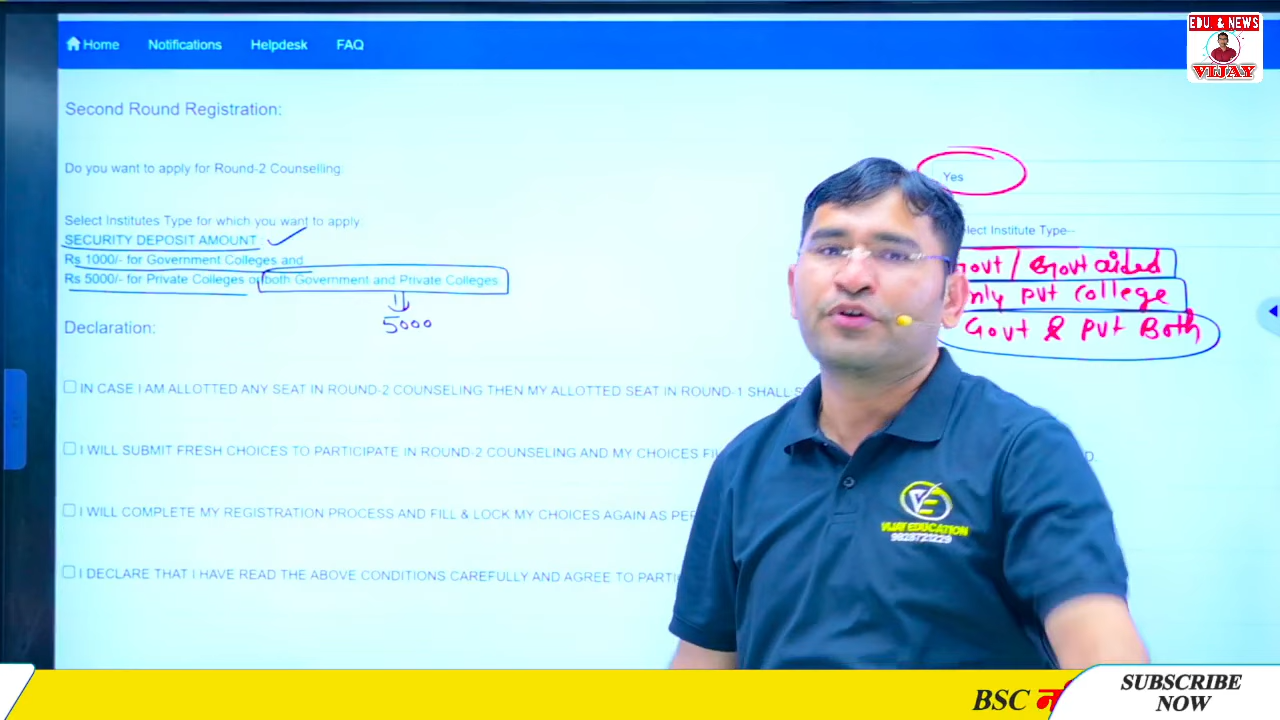 EDU. & NEWS
VIJAY
Home Notifications Helpdesk FAQ
Second Round Registration:
Do you want to apply for Round-2 Counselling
Yes
Select Institutes Type for which you want to apply.
SECURITY DEPOSIT AMOUNT
Rs 1000/- for Government Colleges and
Rs 5000/- for Private Colleges or both Government and Private Colleges
5000
Institute Type--
Govt / Govt aided
pvt College
Govt & Pvt Both
Declaration:
IN CASE I AM ALLOTTED ANY SEAT IN ROUND-2 COUNSELING THEN MY ALLOTTED SEAT IN ROUND-1 SHALL
I WILL SUBMIT FRESH CHOICES TO PARTICIPATE IN ROUND-2 COUNSELING AND MY CHOICES
I WILL COMPLETE MY REGISTRATION PROCESS AND FILL & LOCK MY CHOICES AGAIN AS PER
I DECLARE THAT I HAVE READ THE ABOVE CONDITIONS CAREFULLY AND AGREE TO
VIJAY EDUCATION
BSC
SUBSCRIBE
NOW